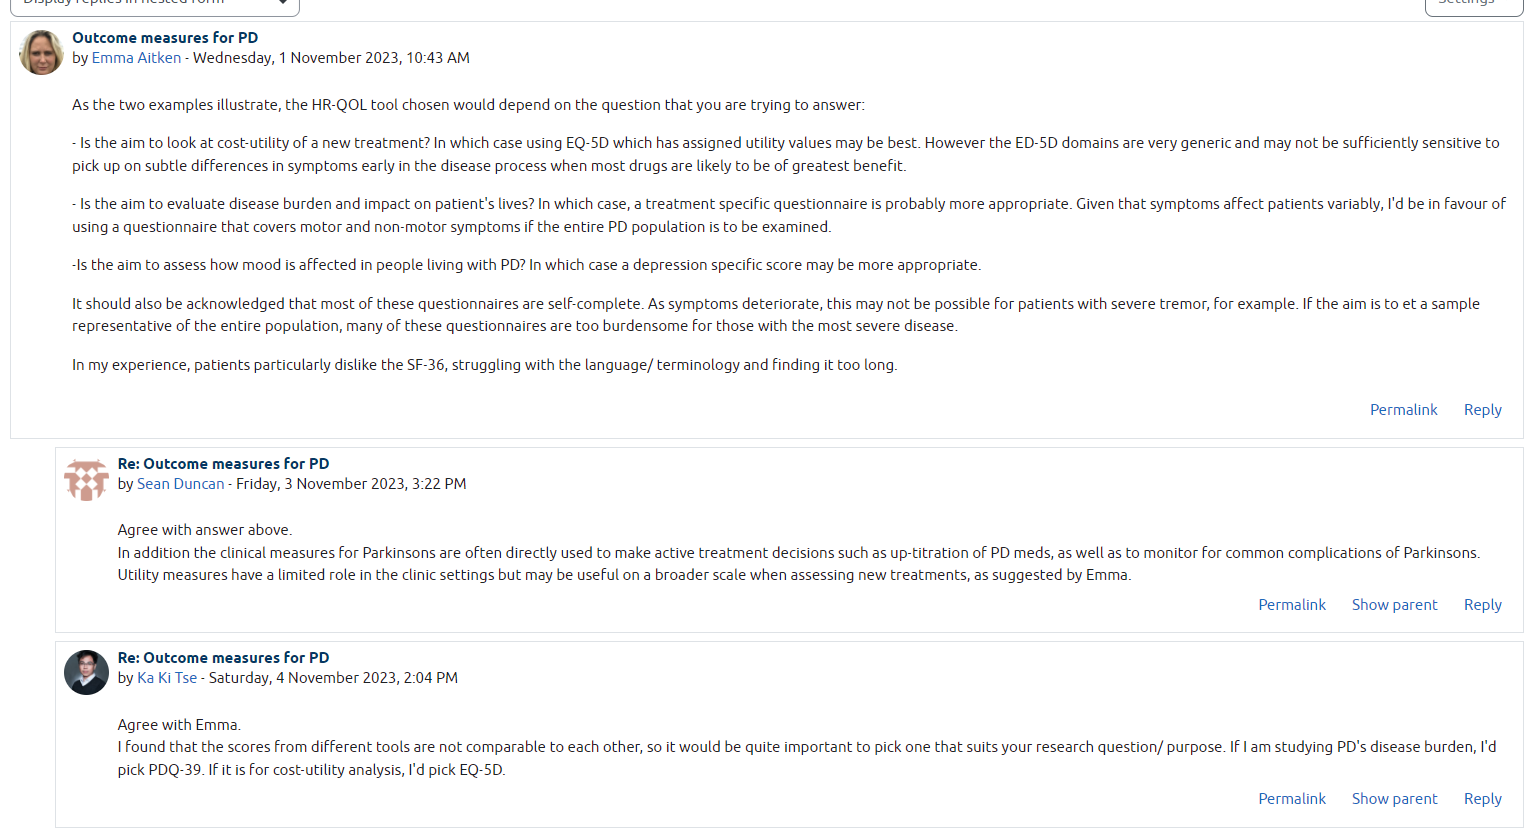 Display replies in nested form
Settings
Outcome measures for PD
by Emma Aitken - Wednesday, 1 November 2023, 10:43 AM
As the two examples illustrate, the HR-QOL tool chosen would depend on the question that you are trying to answer:
- Is the aim to look at cost-utility of a new treatment? In which case using EQ-5D which has assigned utility values may be best. However the ED-5D domains are very generic and may not be sufficiently sensitive to
pick up on subtle differences in symptoms early in the disease process when most drugs are likely to be of greatest benefit.
- Is the aim to evaluate disease burden and impact on patient's lives? In which case, a treatment specific questionnaire is probably more appropriate. Given that symptoms affect patients variably, I'd be in favour of
using a questionnaire that covers motor and non-motor symptoms if the entire PD population is to be examined.
-Is the aim to assess how mood is affected in people living with PD? In which case a depression specific score may be more appropriate.
It should also be acknowledged that most of these questionnaires are self-complete. As symptoms deteriorate, this may not be possible for patients with severe tremor, for example. If the aim is to et a sample
representative of the entire population, many of these questionnaires are too burdensome for those with the most severe disease.
In my experience, patients particularly dislike the SF-36, struggling with the language/ terminology and finding it too long.
Permalink Reply
Re: Outcome measures for PD
by Sean Duncan - Friday, 3 November 2023, 3:22 PM
Agree with answer above.
In addition the clinical measures for Parkinsons are often directly used to make active treatment decisions such as up-titration of PD meds, as well as to monitor for common complications of Parkinsons.
Utility measures have a limited role in the clinic settings but may be useful on a broader scale when assessing new treatments, as suggested by Emma.
Permalink Show parent Reply
Re: Outcome measures for PD
by Ka Ki Tse - Saturday, 4 November 2023, 2:04 PM
Agree with Emma.
I found that the scores from different tools are not comparable to each other, so it would be quite important to pick one that suits your research question/ purpose. If I am studying PD's disease burden, I'd
pick PDQ-39. If it is for cost-utility analysis, I'd pick EQ-5D.
Permalink Show parent Reply